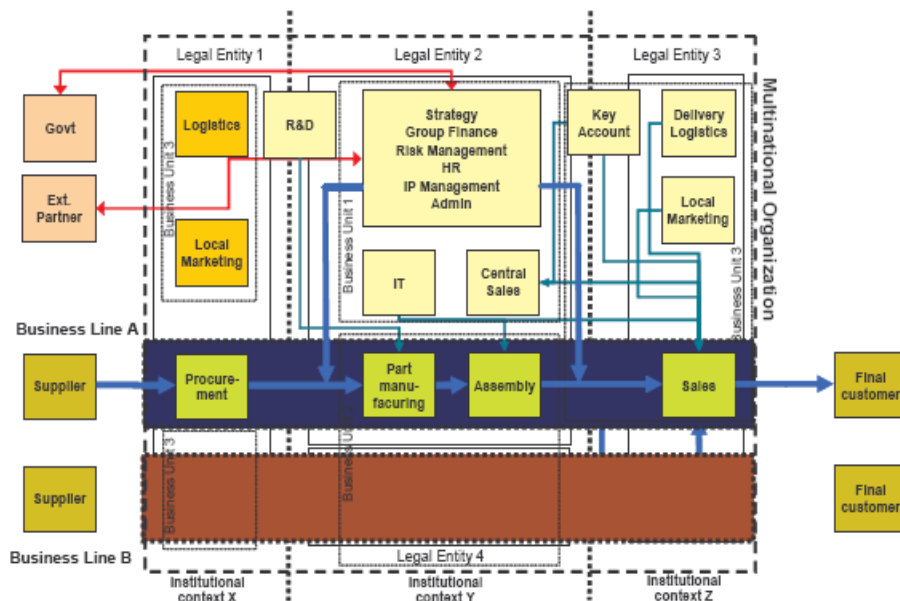 Legal Entity 1
Legal Entity 2
Legal Entity 3
Multinational Organization
Govt
Logistics
R&D
Strategy
Group Finance
Risk Management
HR
IP Management
Admin
Key
Account
Delivery
Logistics
Business Unit 3
Ext.
Partner
Local
Marketing
Business Unit 1
Local
Marketing
IT
Central
Sales
Business Unit 3
Business Line A
Supplier
Procure-
ment
Part
manu-
facuring
Assembly
Sales
Final
customer
Business Unit 3
Business Un
Supplier
Final
customer
Business Line B
Legal Entity 4
Institutional
context X
Institutional
context Y
Institutional
context Z